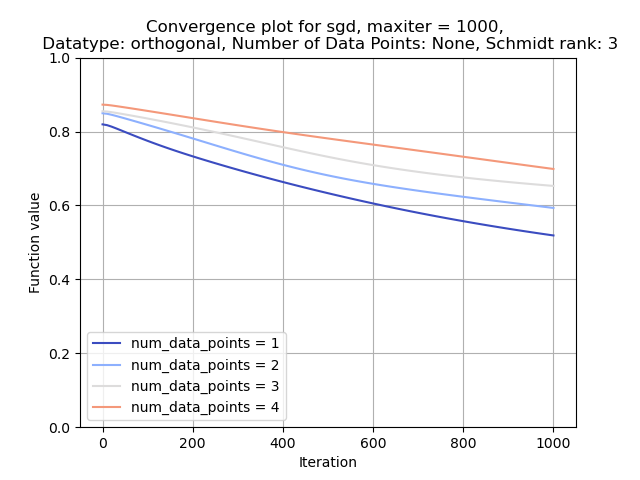 Convergence plot for sgd, maxiter = 1000,
Datatype: orthogonal, Number of Data Points: None, Schmidt rank: 3
1.0
0.8
0.6
0.4
0.2
0.0
Function value
num_data_points = 1
num_data_points = 2
num_data_points = 3
num_data_points = 4
0 200 400 600 800 1000
Iteration